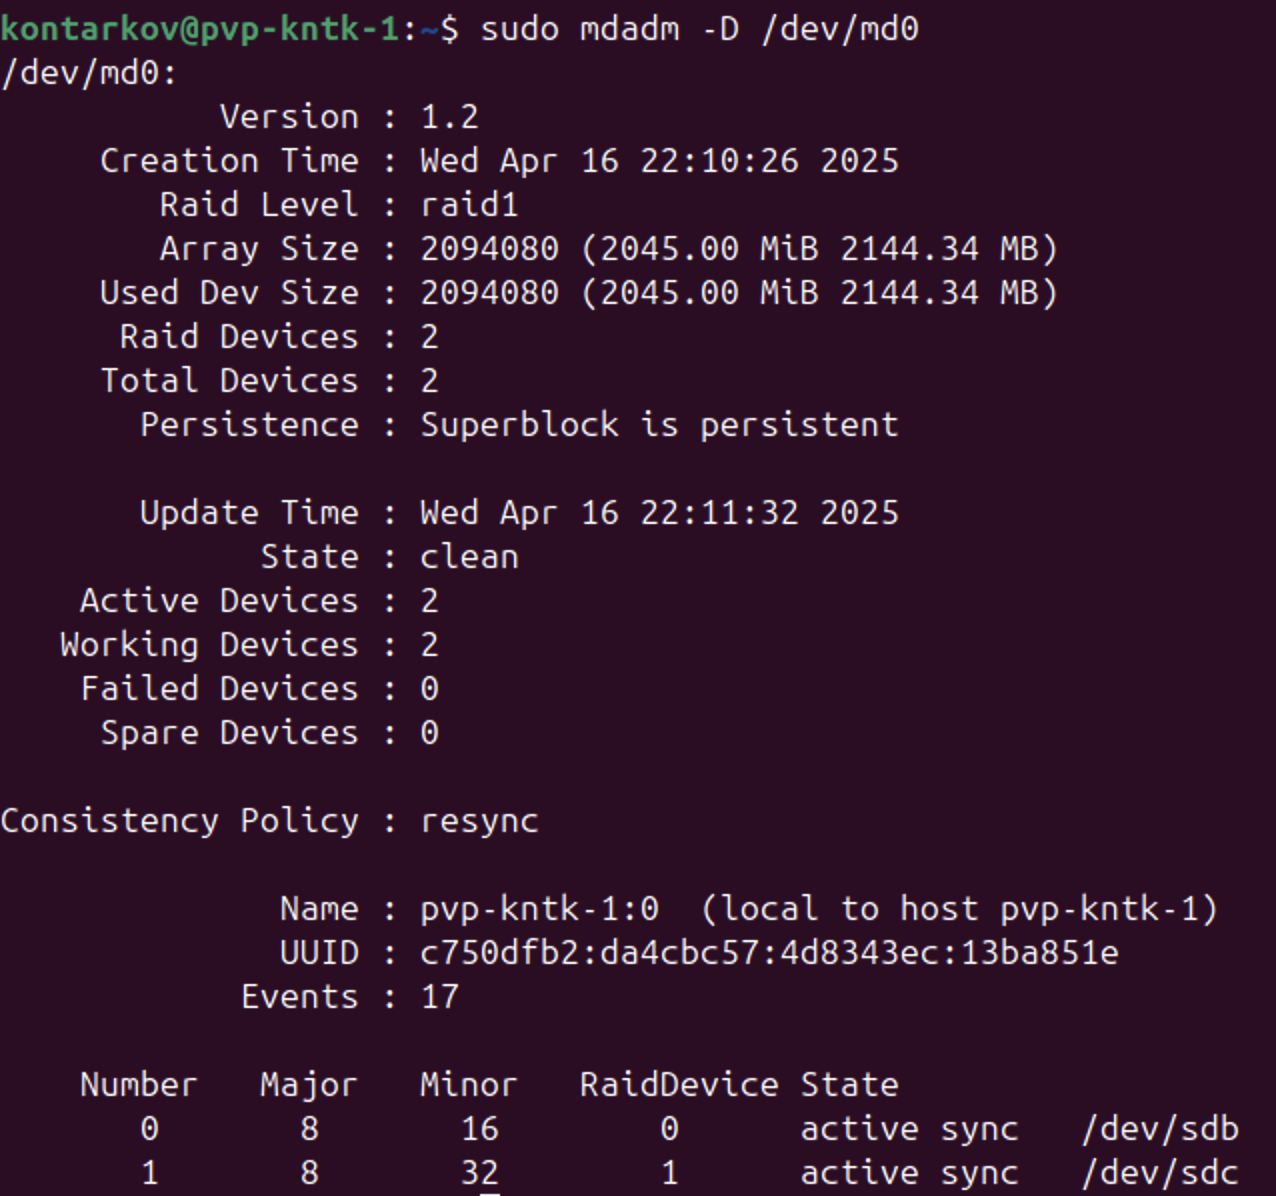 kontarkov@pvp-kntk-1:~$ sudo mdadm -D /dev/md0
/dev/md0:
           Version : 1.2
     Creation Time : Wed Apr 16 22:10:26 2025
        Raid Level : raid1
        Array Size : 2094080 (2045.00 MiB 2144.34 MB)
     Used Dev Size : 2094080 (2045.00 MiB 2144.34 MB)
      Raid Devices : 2
     Total Devices : 2
       Persistence : Superblock is persistent

       Update Time : Wed Apr 16 22:11:32 2025
             State : clean
    Active Devices : 2
   Working Devices : 2
    Failed Devices : 0
     Spare Devices : 0

Consistency Policy : resync

              Name : pvp-kntk-1:0  (local to host pvp-kntk-1)
              UUID : c750dfb2:da4cbc57:4d8343ec:13ba851e
            Events : 17

    Number   Major   Minor   RaidDevice State
       0       8       16        0      active sync   /dev/sdb
       1       8       32        1      active sync   /dev/sdc